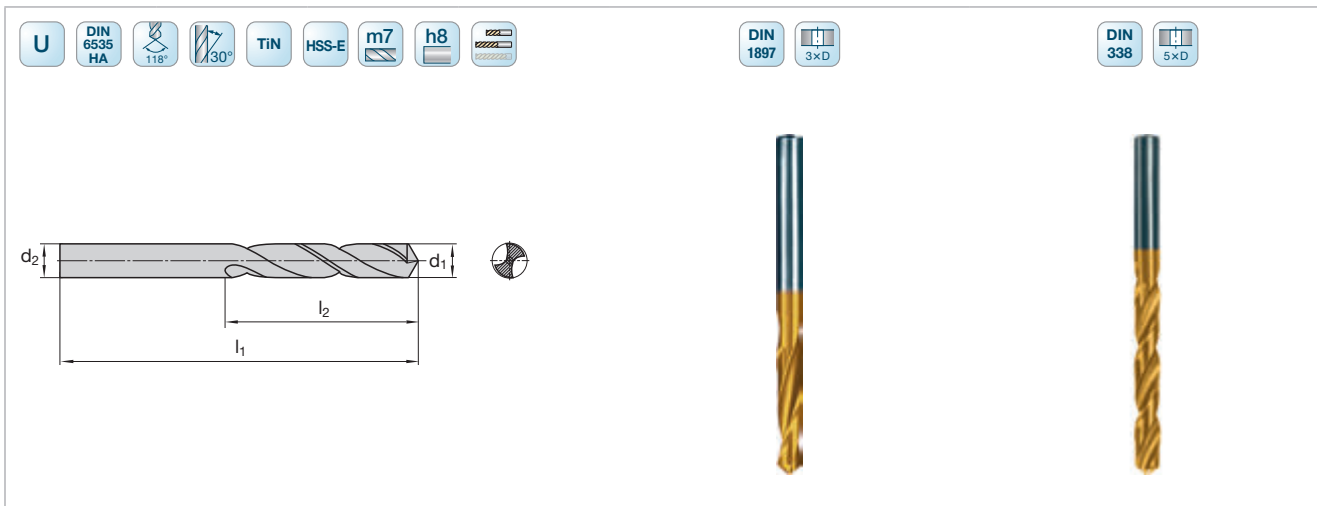 U
DIN
6535
HA
118°
30°
TiN
HSS-E
m7
h8
DIN
1897
3×D
DIN
338
5×D
d₂
d₁
l₂
l₁